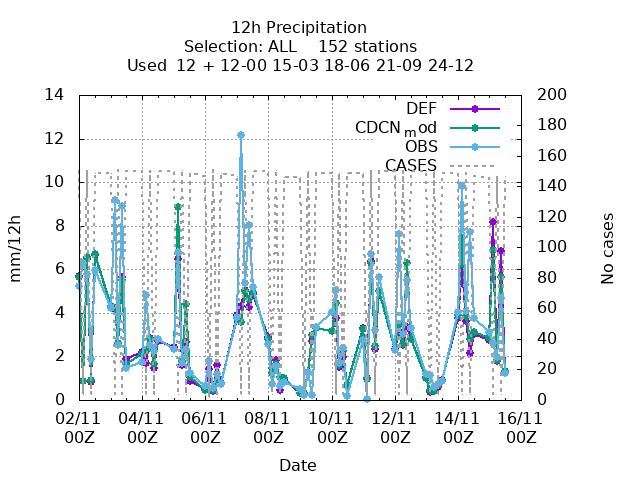 12h Precipitation
Selection: ALL    152 stations
Used  12 + 12-00 15-03 18-06 21-09 24-12
14
12
10
8
6
4
2
0
mm/12h
200
180
160
140
120
100
80
60
40
20
0
No cases
DEF
CDCN_mod
OBS
CASES
02/11 04/11 06/11 08/11 10/11 12/11 14/11 16/11
00Z 00Z 00Z 00Z 00Z 00Z 00Z 00Z
Date